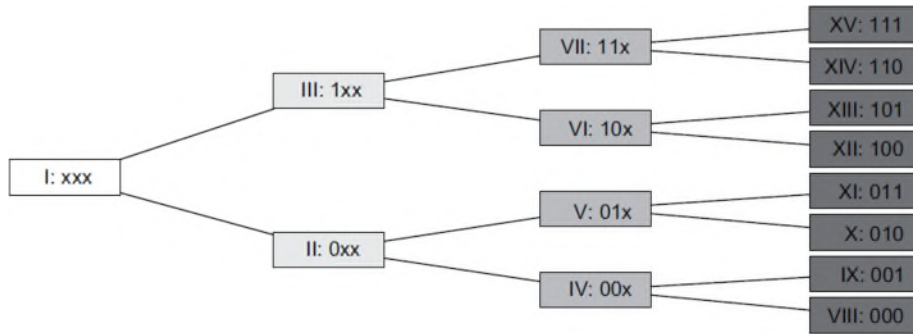 XV: 111
VII: 11x
XIV: 110
III: 1xx
XIII: 101
VI: 10x
XII: 100
I: xxx
XI: 011
V: 01x
X: 010
II: 0xx
IX: 001
IV: 00x
VIII: 000